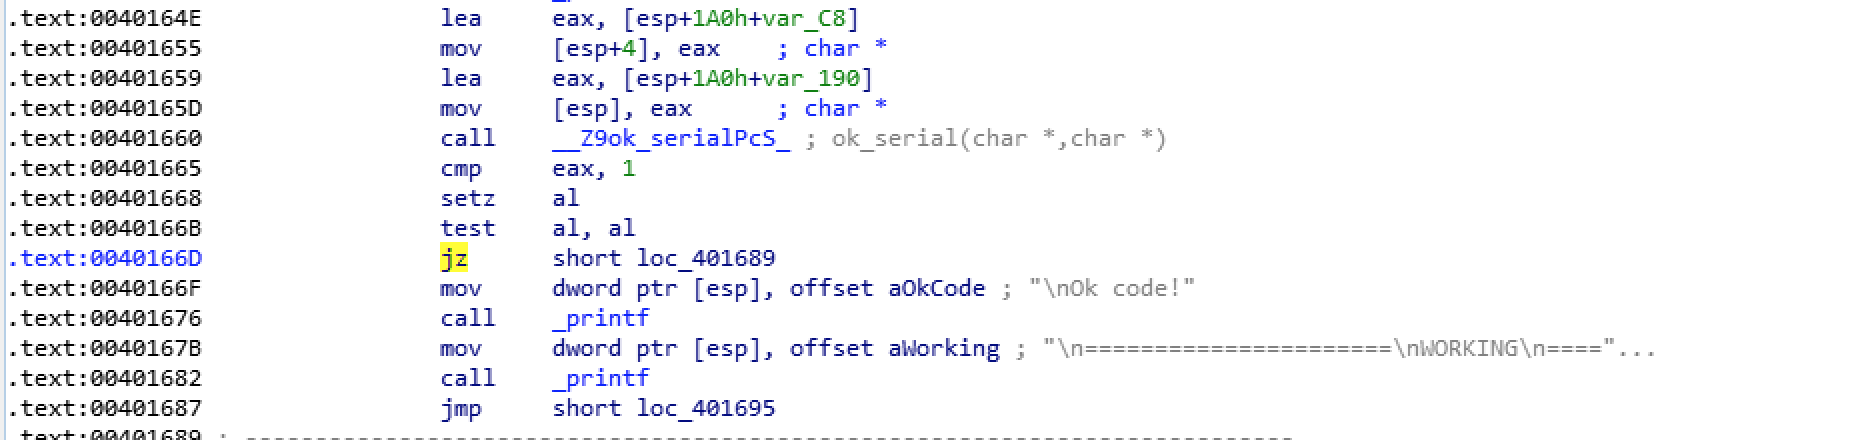 .text:0040164E lea eax, [esp+1A0h+var_C8]
.text:00401655 mov [esp+4], eax ; char *
.text:00401659 lea eax, [esp+1A0h+var_190]
.text:0040165D mov [esp], eax ; char *
.text:00401660 call __Z9ok_serialPcS_ ; ok_serial(char *,char *)
.text:00401665 cmp eax, 1
.text:00401668 setz al
.text:0040166B test al, al
.text:0040166D jz short loc_401689
.text:0040166F mov dword ptr [esp], offset aOkCode ; "\nOk code!"
.text:00401676 call _printf
.text:0040167B mov dword ptr [esp], offset aWorking ; "\n======================\nWORKING\n===="...
.text:00401682 call _printf
.text:00401687 jmp short loc_401695
.text:00401689 ; ---------------------------------------------------------------------------